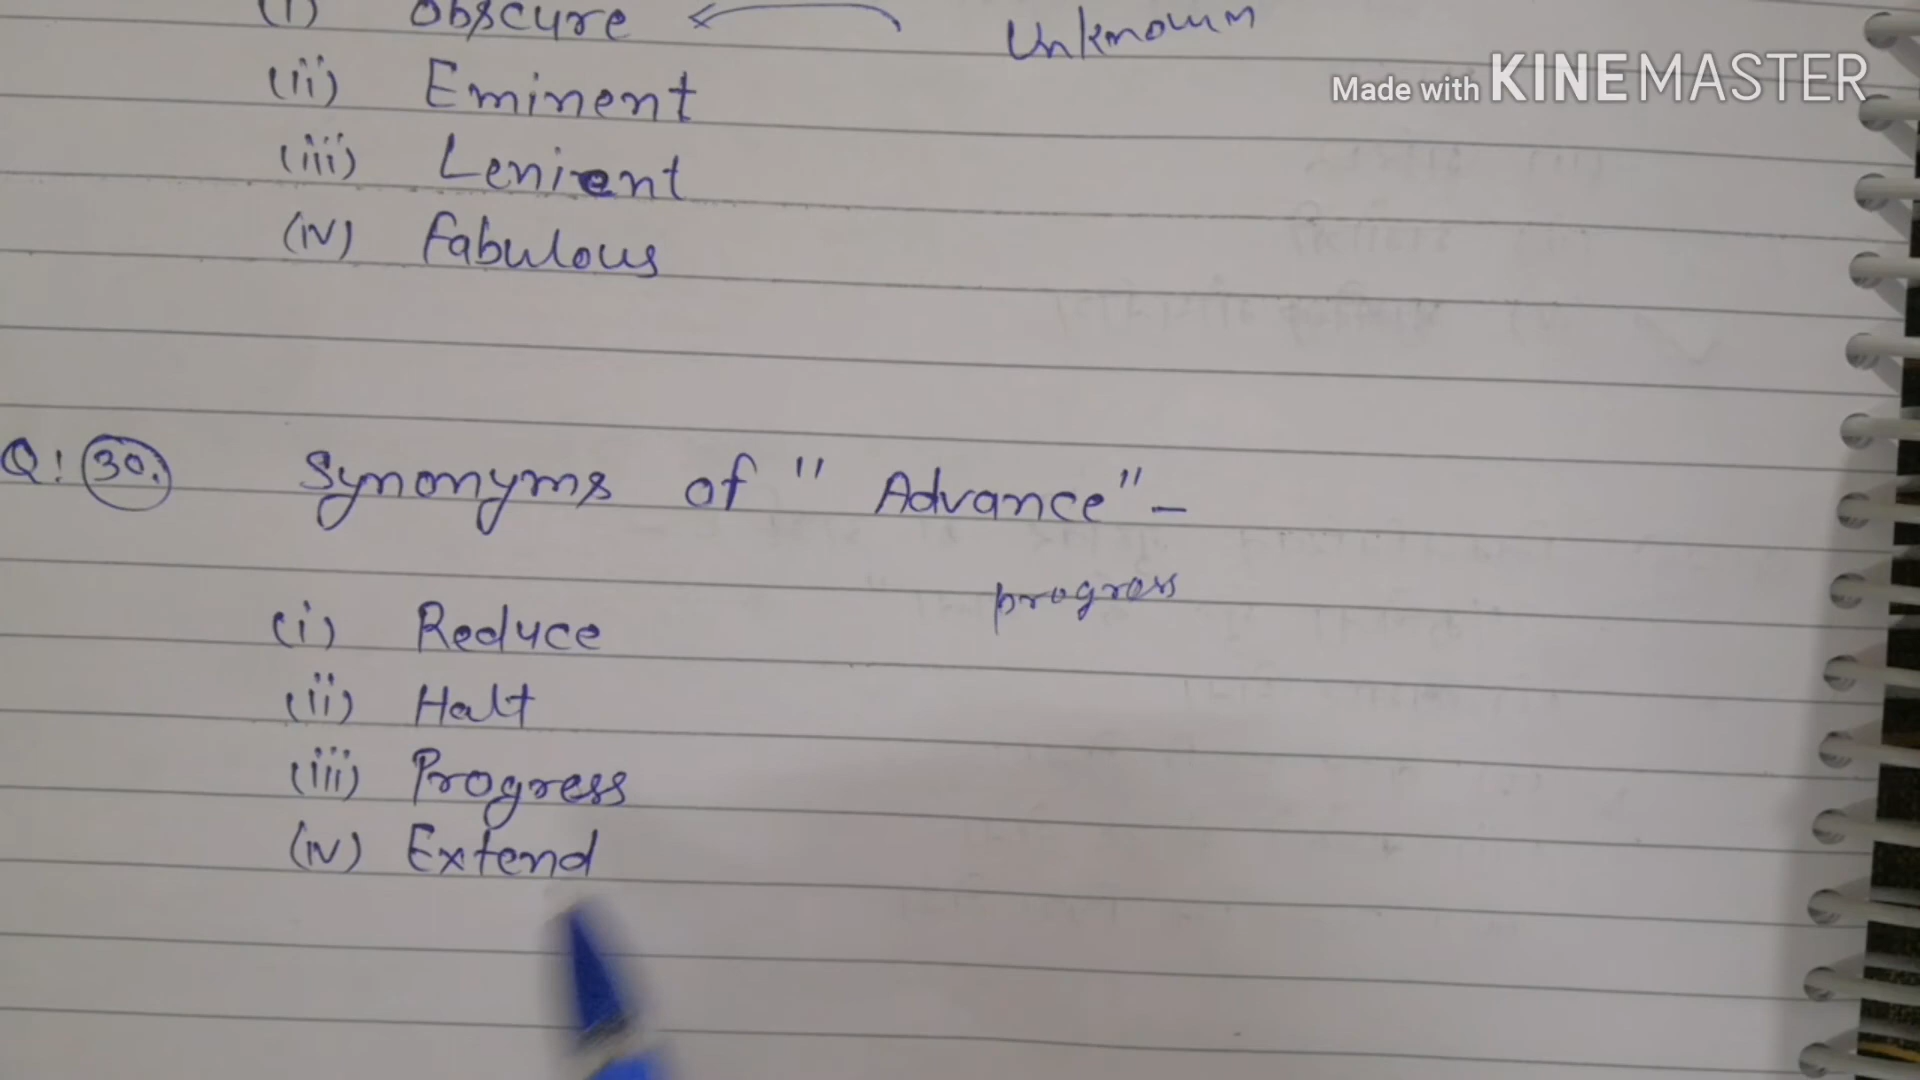 (i) Obscure Unknown
Made with KINEMASTER
(ii) Eminent
(iii) Lenient
(iv) Fabulous
Q! 30. Synonyms of "Advance" –
progress
(i) Reduce
(ii) Halt
(iii) Progress
(iv) Extend